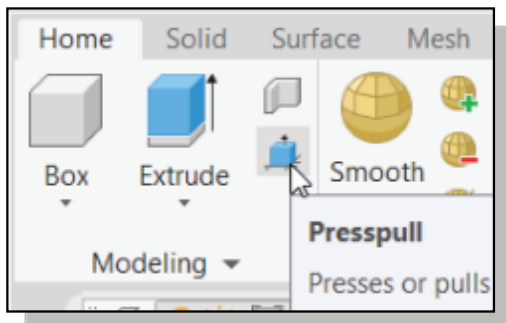 Home Solid Surface Mesh
Box Extrude Smooth
Presspull
Modeling
Presses or pulls